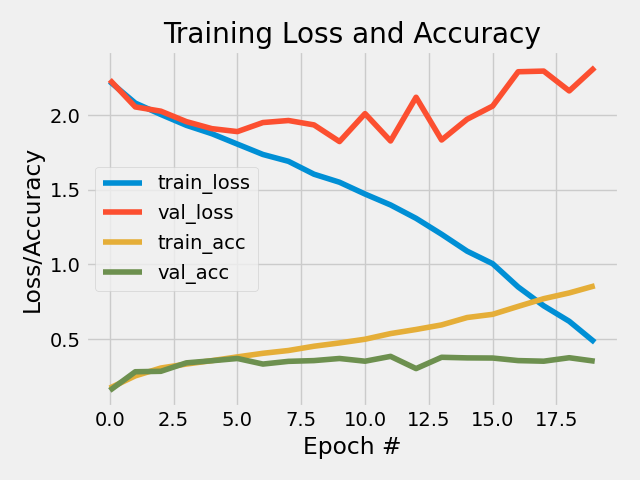 Training Loss and Accuracy
Loss/Accuracy
2.0
1.5
1.0
0.5
train_loss
val_loss
train_acc
val_acc
0.0 2.5 5.0 7.5 10.0 12.5 15.0 17.5
Epoch #